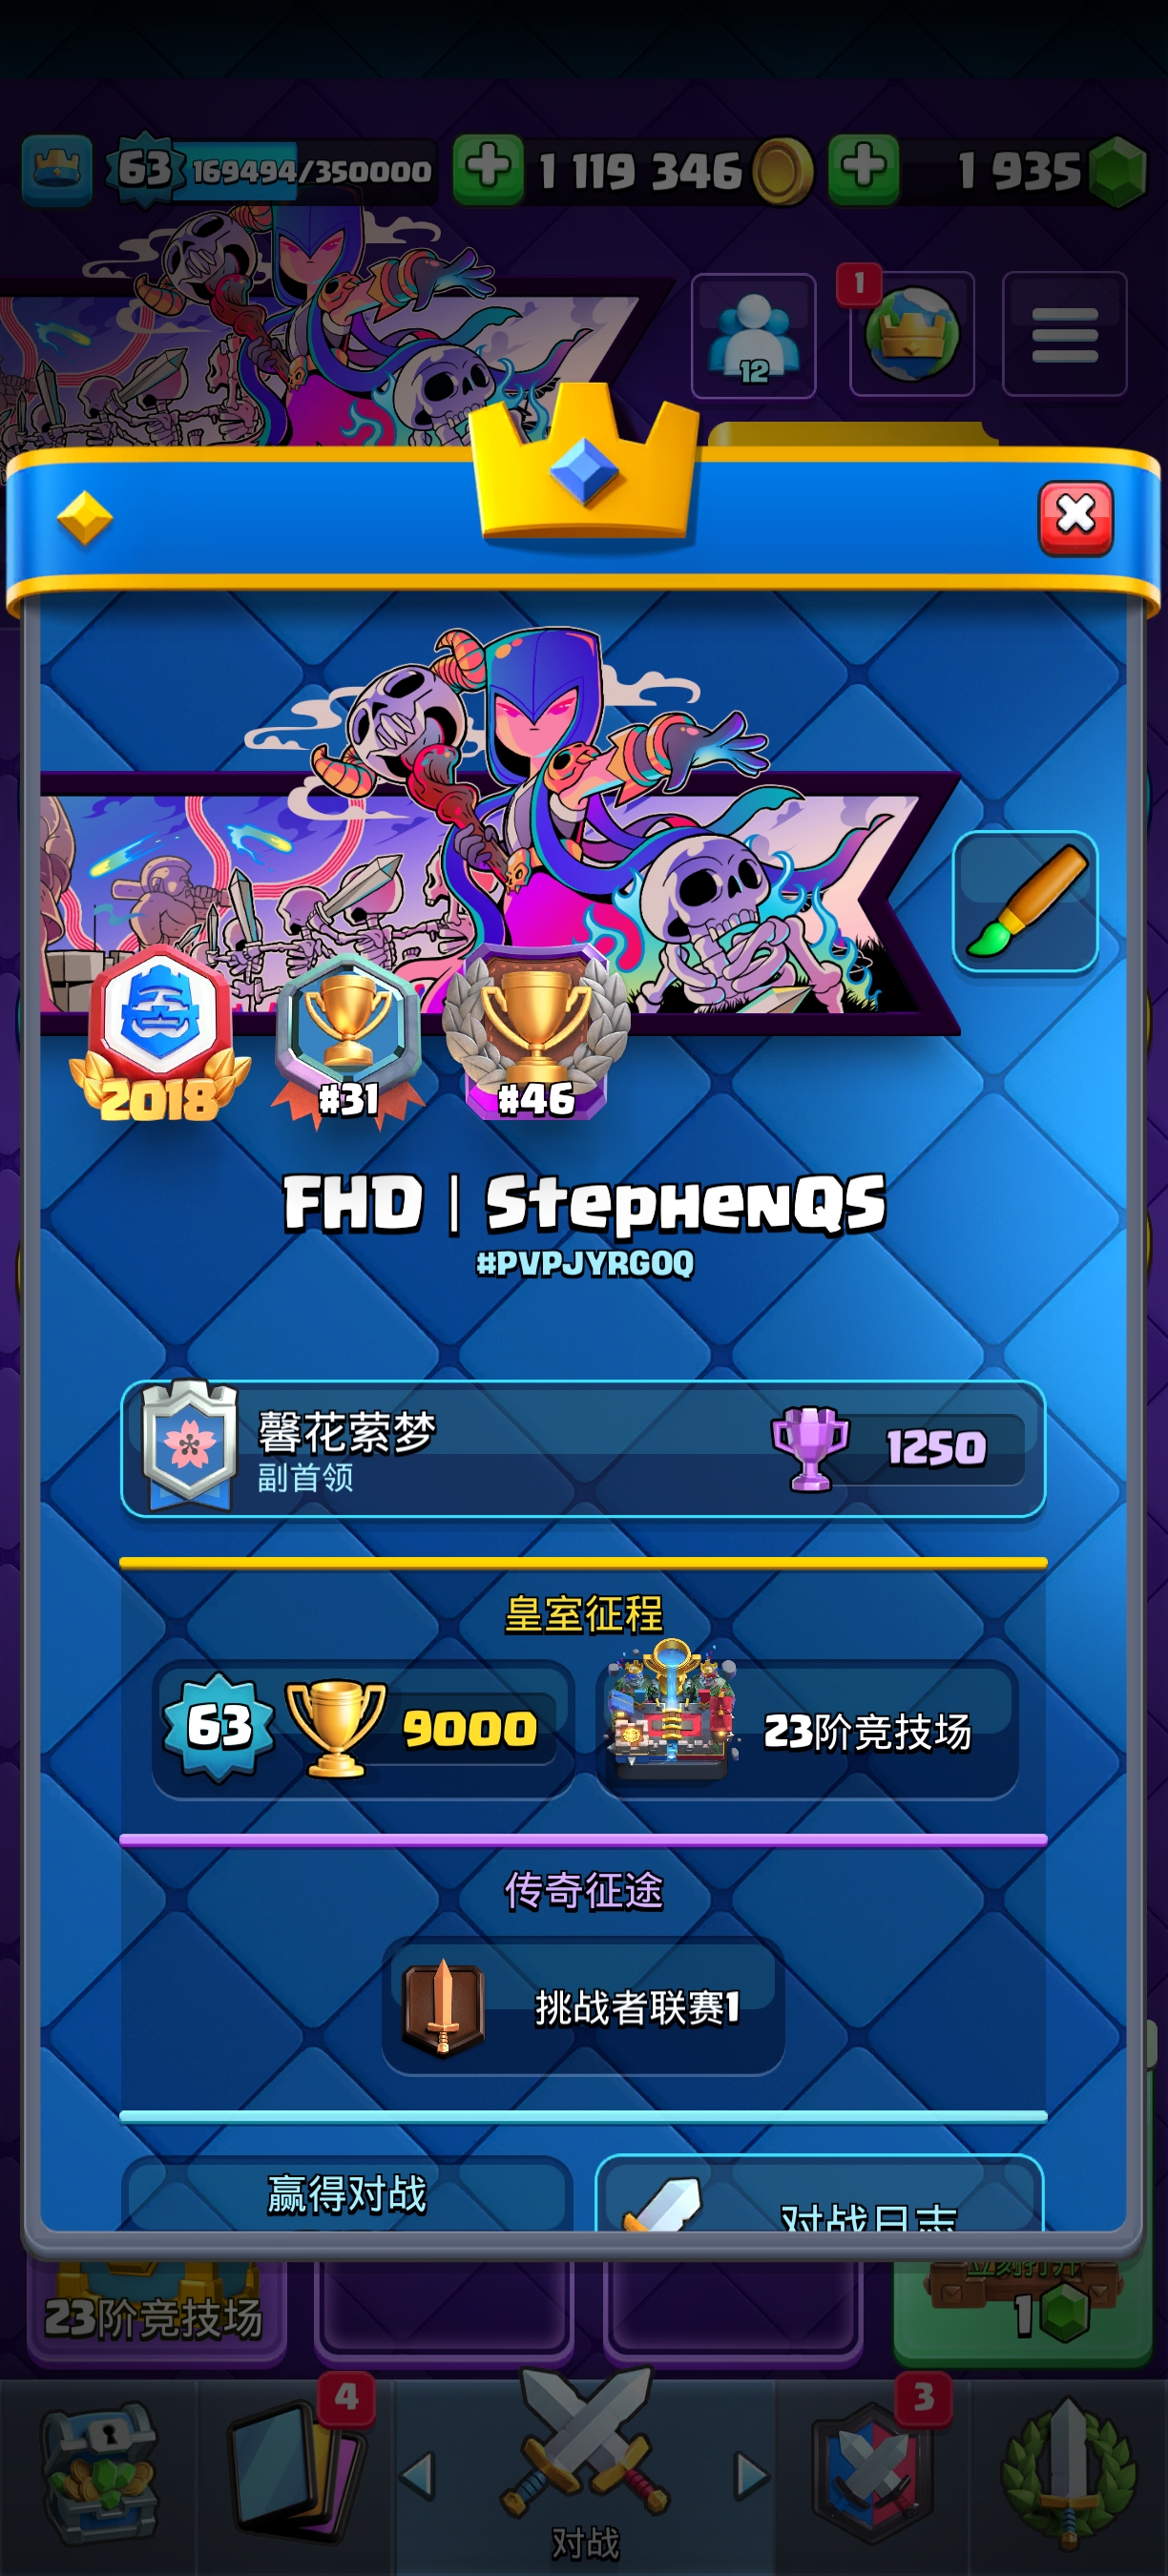 63 169494/350000 1 119 346 1 935
12
1
2018 #31 #46
FHD | StephenQS
#PVPJYRGOQ
馨花萦梦
副首领
1250
皇室征程
63 9000 23阶竞技场
传奇征途
挑战者联赛1
赢得对战
对战日志
立刻打开
23阶竞技场
1
4
3
对战